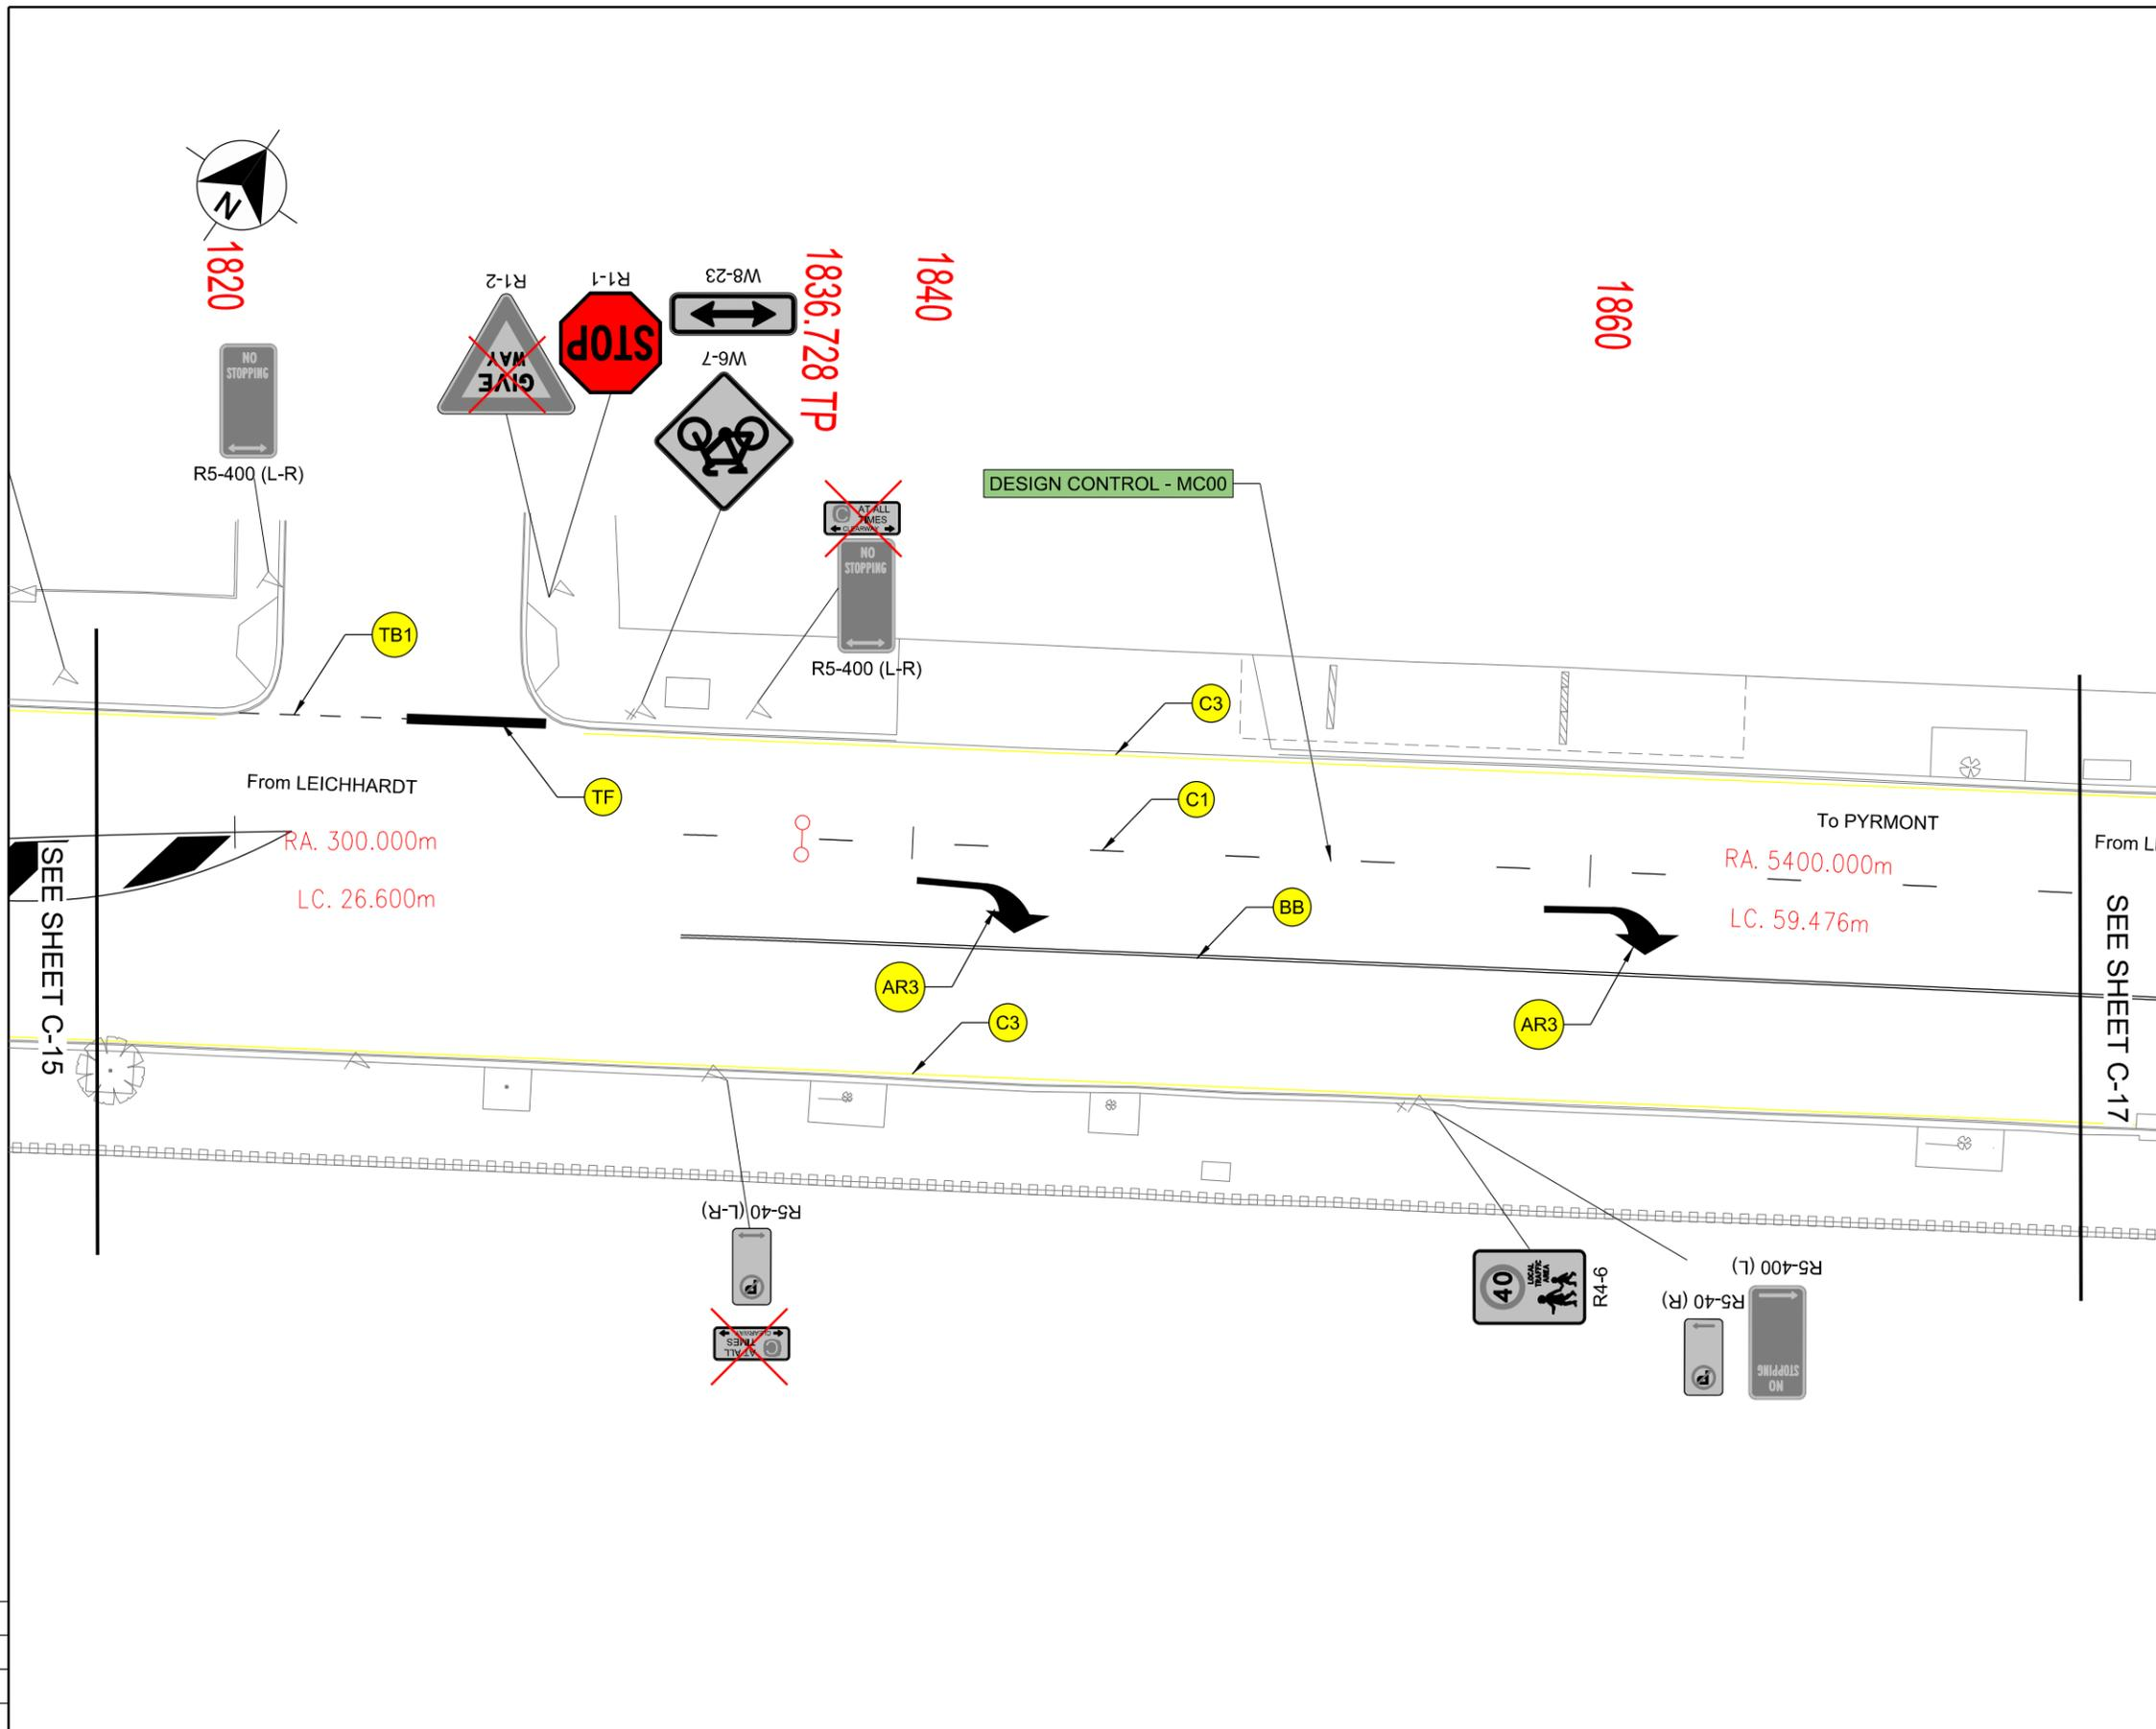 N
1820
NO
STOPPING
R5-400 (L-R)
R1-2
GIVE
WAY
R1-1
STOP
W8-23
W6-7
1836.728 TP
1840
1860
C AT ALL
TIMES
CLEARWAY
NO
STOPPING
R5-400 (L-R)
DESIGN CONTROL - MC00
TB1
TF
C3
C1
BB
AR3
AR3
C3
From LEICHHARDT
RA. 300.000m
LC. 26.600m
To PYRMONT
RA. 5400.000m
LC. 59.476m
From L
SEE SHEET C-15
SEE SHEET C-17
R5-40 (L-R)
P
C AT ALL
TIMES
CLEARWAY
40
LOCAL
TRAFFIC
AREA
R4-6
R5-40 (R)
P
R5-400 (L)
NO
STOPPING